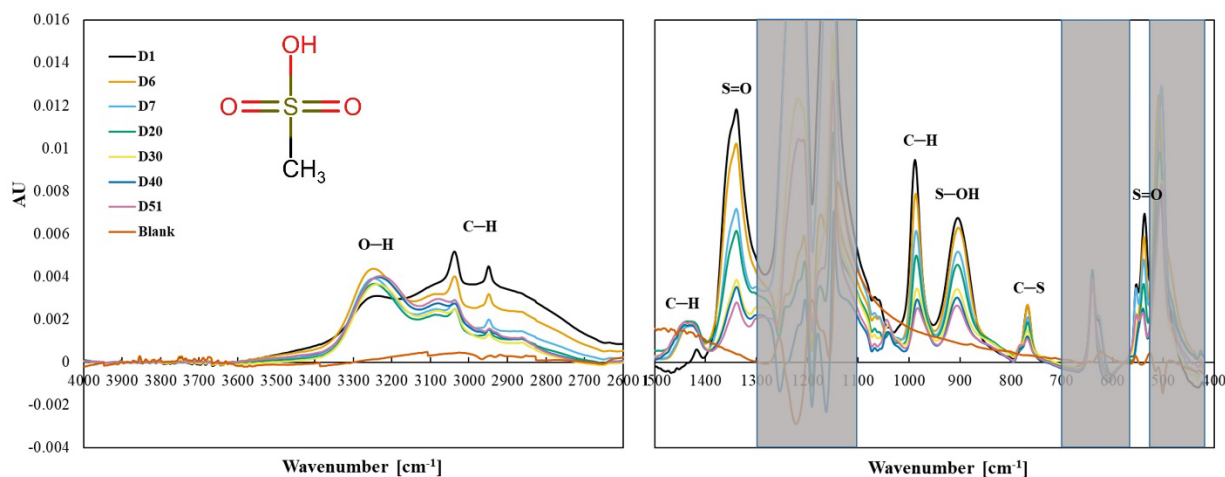 0.016
0.014
0.012
0.01
0.008
0.006
0.004
0.002
0
-0.002
-0.004
AU
D1
D6
D7
D20
D30
D40
D51
Blank
OH
O S O
CH₃
O—H
C—H
4000 3900 3800 3700 3600 3500 3400 3300 3200 3100 3000 2900 2800 2700 2600
Wavenumber [cm⁻¹]
S=O
C—H
S—OH
S=O
C—H
C—S
1500 1400 1300 1200 1100 1000 900 800 700 600 500 400
Wavenumber [cm⁻¹]